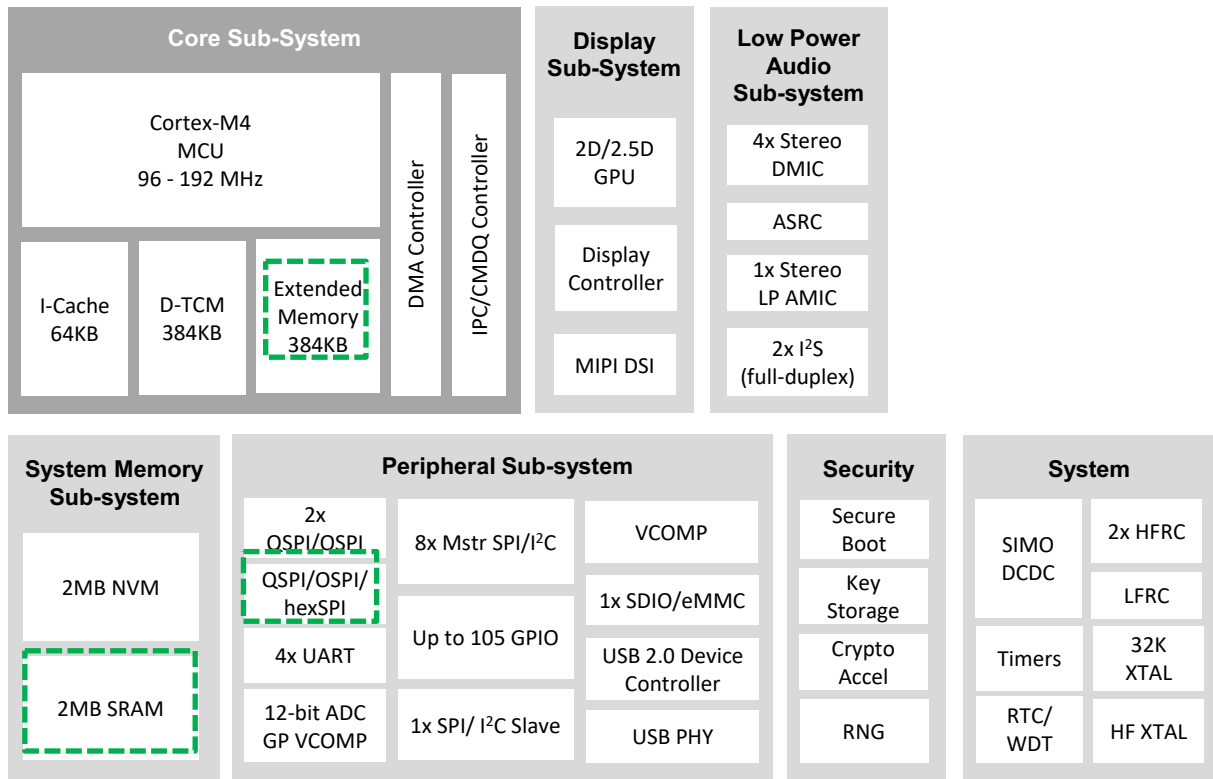 Core Sub-System
Cortex-M4
MCU
96 - 192 MHz
I-Cache
64KB
D-TCM
384KB
Extended
Memory
384KB
DMA Controller
IPC/CMDQ Controller
Display
Sub-System
2D/2.5D
GPU
Display
Controller
MIPI DSI
Low Power
Audio
Sub-system
4x Stereo
DMIC
ASRC
1x Stereo
LP AMIC
2x I²S
(full-duplex)
System Memory
Sub-system
2MB NVM
2MB SRAM
Peripheral Sub-system
2x
QSPI/OSPI
QSPI/OSPI/
hexSPI
4x UART
12-bit ADC
GP VCOMP
8x Mstr SPI/I²C
Up to 105 GPIO
1x SPI/ I²C Slave
VCOMP
1x SDIO/eMMC
USB 2.0 Device
Controller
USB PHY
Security
Secure
Boot
Key
Storage
Crypto
Accel
RNG
System
SIMO
DCDC
Timers
RTC/
WDT
2x HFRC
LFRC
32K
XTAL
HF XTAL